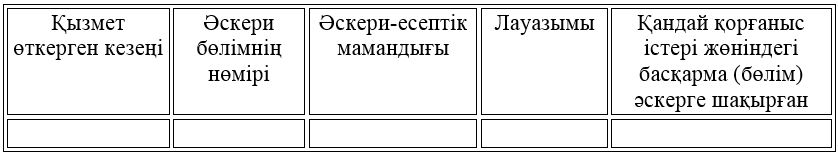 Қызмет
өткерген кезеңі
Әскери
бөлімнің
нөмірі
Әскери-есептік
мамандығы
Лауазымы
Қандай қорғаныс
істері жөніндегі
басқарма (бөлім)
әскерге шақырған